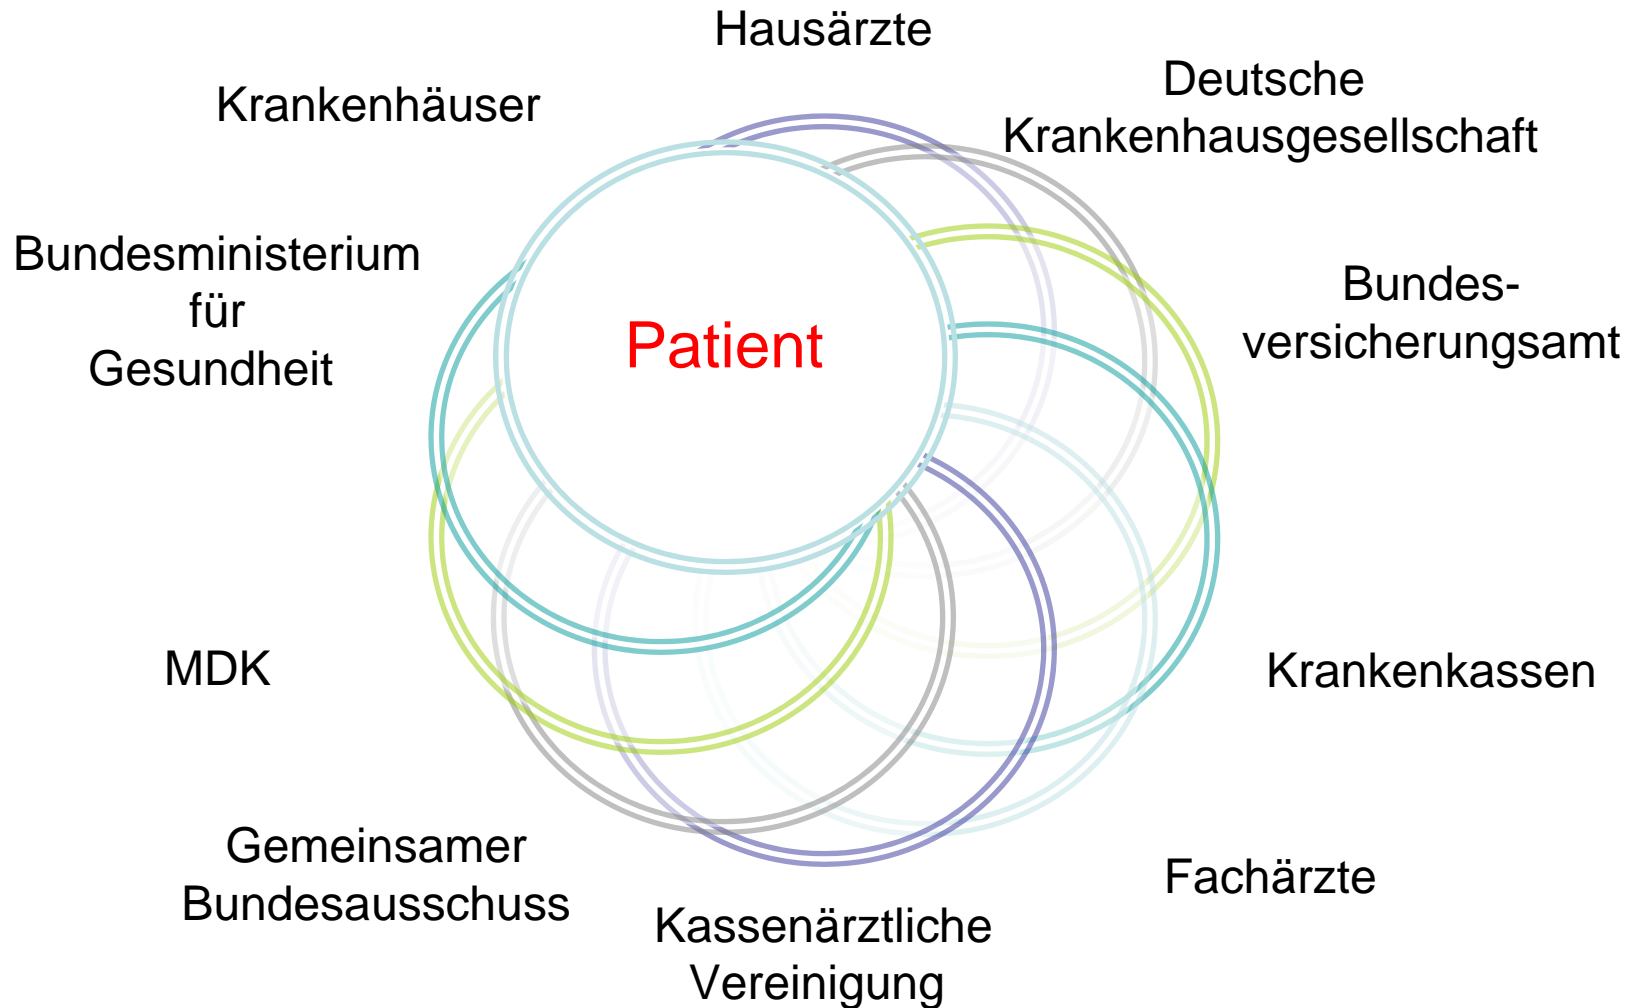 Hausärzte
Deutsche
Krankenhausgesellschaft
Krankenhäuser
Bundesministerium
für
Gesundheit
Bundes-
versicherungsamt
Patient
MDK
Krankenkassen
Gemeinsamer
Bundesausschuss
Fachärzte
Kassenärztliche
Vereinigung